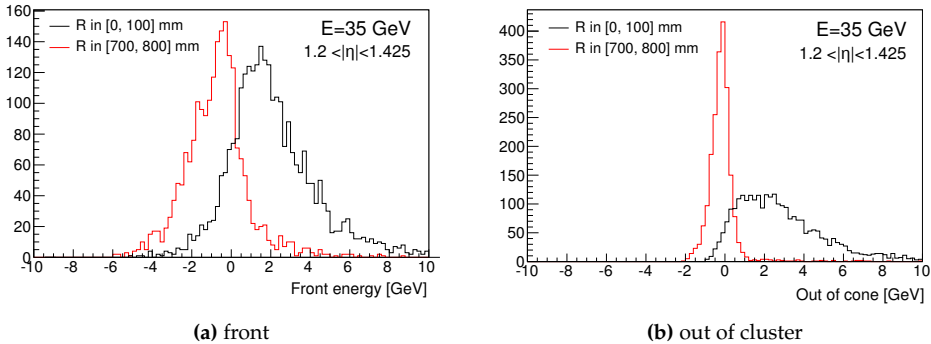 R in [0, 100] mm
R in [700, 800] mm
E=35 GeV
1.2 <|η|<1.425
160
140
120
100
80
60
40
20
0
-10 -8 -6 -4 -2 0 2 4 6 8 10
Front energy [GeV]
(a) front
R in [0, 100] mm
R in [700, 800] mm
E=35 GeV
1.2 <|η|<1.425
400
350
300
250
200
150
100
50
0
-10 -8 -6 -4 -2 0 2 4 6 8 10
Out of cone [GeV]
(b) out of cluster